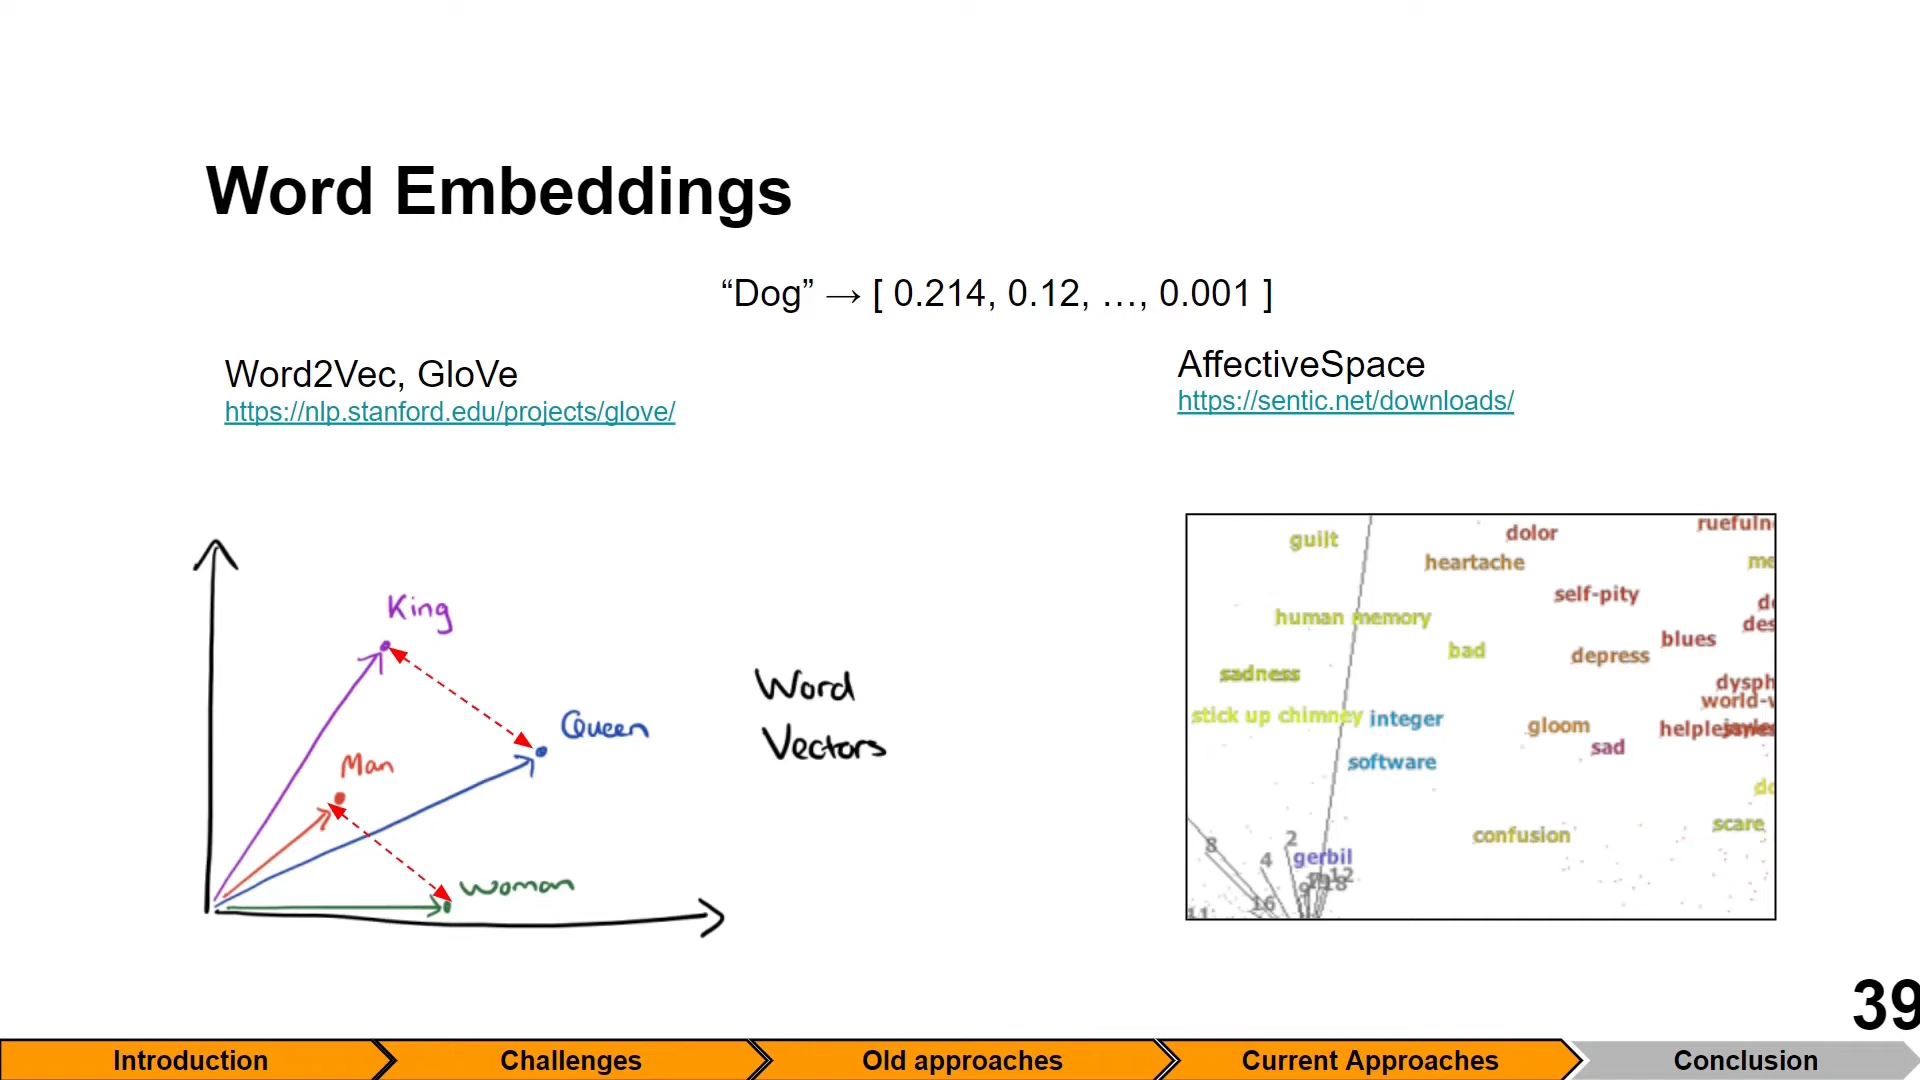 Word Embeddings
“Dog” → [ 0.214, 0.12, …, 0.001 ]
Word2Vec, GloVe
https://nlp.stanford.edu/projects/glove/
AffectiveSpace
https://sentic.net/downloads/
King
Queen
Man
Woman
Word
Vectors
guilt
dolor
heartache
self-pity
human memory
bad
blues
depress
sadness
stick up chimney
integer
gloom
sad
software
confusion
scare
8
2
4
gerbil
12
18
16
11
39
Introduction
Challenges
Old approaches
Current Approaches
Conclusion